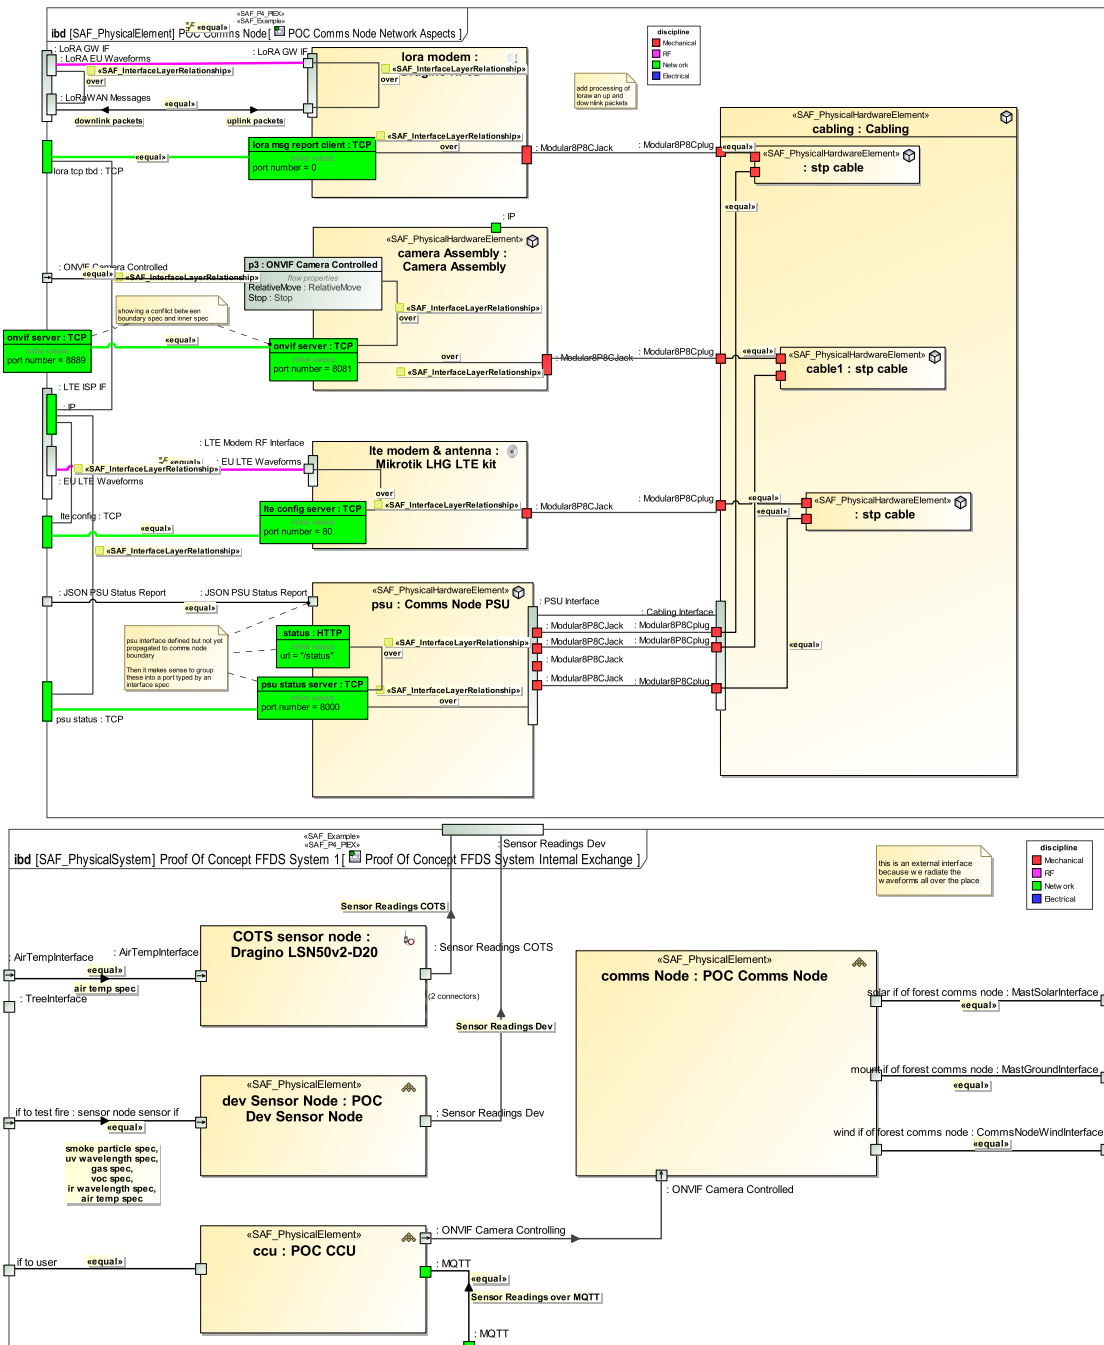 «SAF_P4_PIEX»
«SAF_Example»
«equal»
ibd [SAF_PhysicalElement] POC Comms Node[ POC Comms Node Network Aspects ]
discipline
Mechanical
RF
Network
Electrical
: LoRA GW IF
: LoRA EU Waveforms
: LoRA GW IF
«SAF_InterfaceLayerRelationship»
over
: LoRaWAN Messages
«equal»
downlink packets
uplink packets
lora modem :
«SAF_InterfaceLayerRelationship»
over
add processing of
loraw an up and
dow nlink packets
«SAF_InterfaceLayerRelationship»
over
lora msg report client : TCP
initial values
port number = 0
«equal»
lora tcp tbd : TCP
: Modular8P8CJack
: Modular8P8Cplug
«SAF_PhysicalHardwareElement»
cabling : Cabling
«equal»
«SAF_PhysicalHardwareElement»
: stp cable
«equal»
: IP
«SAF_PhysicalHardwareElement»
camera Assembly :
Camera Assembly
: ONVIF Camera Controlled
«equal»
«SAF_InterfaceLayerRelationship»
p3 : ONVIF Camera Controlled
flow properties
RelativeMove : RelativeMove
Stop : Stop
«SAF_InterfaceLayerRelationship»
over
showing a conflict between
boundary spec and inner spec
onvif server : TCP
initial values
port number = 8889
«equal»
onvif server : TCP
initial values
port number = 8081
over
«SAF_InterfaceLayerRelationship»
: Modular8P8CJack
: Modular8P8Cplug
«equal»
«SAF_PhysicalHardwareElement»
cable1 : stp cable
: LTE ISP IF
: IP
: LTE Modem RF Interface
«equal»
«SAF_InterfaceLayerRelationship»
: EU LTE Waveforms
: EU LTE Waveforms
lte modem & antenna :
Mikrotik LHG LTE kit
over
«SAF_InterfaceLayerRelationship»
lte config server : TCP
initial values
port number = 80
lte config : TCP
«equal»
«SAF_InterfaceLayerRelationship»
: Modular8P8CJack
: Modular8P8Cplug
«equal»
«equal»
«SAF_PhysicalHardwareElement»
: stp cable
: JSON PSU Status Report
: JSON PSU Status Report
«equal»
«SAF_PhysicalHardwareElement»
psu : Comms Node PSU
: PSU Interface
: Cabling Interface
: Modular8P8CJack
: Modular8P8Cplug
: Modular8P8CJack
: Modular8P8Cplug
: Modular8P8CJack
: Modular8P8CJack
: Modular8P8Cplug
«equal»
psu interface defined but not yet
propagated to comms node
boundary
Then it makes sense to group
these into a port typed by an
interface spec
status : HTTP
initial values
url = "/status"
«SAF_InterfaceLayerRelationship»
over
psu status server : TCP
initial values
port number = 8000
«SAF_InterfaceLayerRelationship»
over
psu status : TCP
«SAF_Example»
«SAF_P4_PIEX»
ibd [SAF_PhysicalSystem] Proof Of Concept FFDS System 1[ Proof Of Concept FFDS System Internal Exchange ]
: Sensor Readings Dev
this is an external interface
because w e radiate the
w aveforms all over the place
discipline
Mechanical
RF
Network
Electrical
Sensor Readings COTS
COTS sensor node :
Dragino LSN50v2-D20
: AirTempInterface
: AirTempInterface
«equal»
air temp spec
: TreeInterface
: Sensor Readings COTS
(2 connectors)
Sensor Readings Dev
«SAF_PhysicalElement»
comms Node : POC Comms Node
solar if of forest comms node : MastSolarInterface
«equal»
mount if of forest comms node : MastGroundInterface
«equal»
wind if of forest comms node : CommsNodeWindInterface
«equal»
: ONVIF Camera Controlled
«SAF_PhysicalElement»
dev Sensor Node : POC
Dev Sensor Node
: Sensor Readings Dev
if to test fire : sensor node sensor if
«equal»
smoke particle spec,
uv wavelength spec,
gas spec,
voc spec,
ir wavelength spec,
air temp spec
«SAF_PhysicalElement»
ccu : POC CCU
: ONVIF Camera Controlling
if to user
«equal»
: MQTT
«equal»
Sensor Readings over MQTT
: MQTT